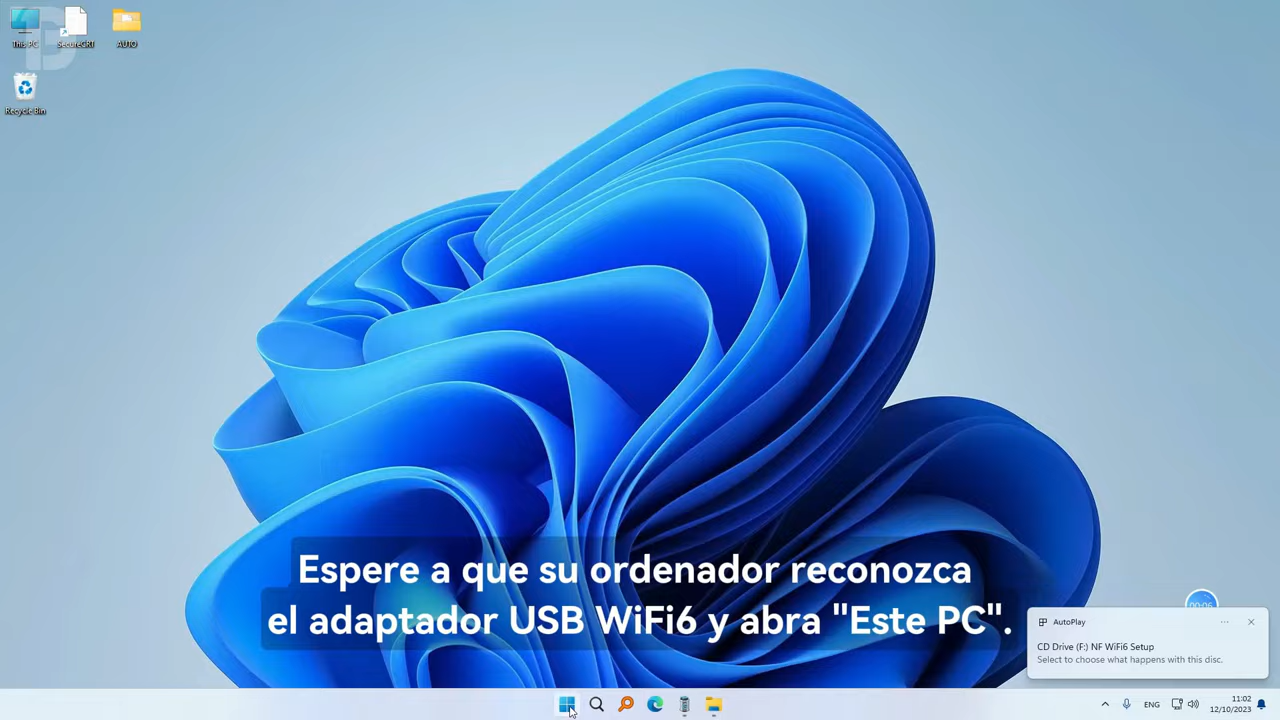 This PC
SecureCRT
AUTO
Recycle Bin
Espere a que su ordenador reconozca
el adaptador USB WiFi6 y abra "Este PC".
00:06
AutoPlay
CD Drive (F:) NF WiFi6 Setup
Select to choose what happens with this disc.
ENG
11:02
12/10/2023